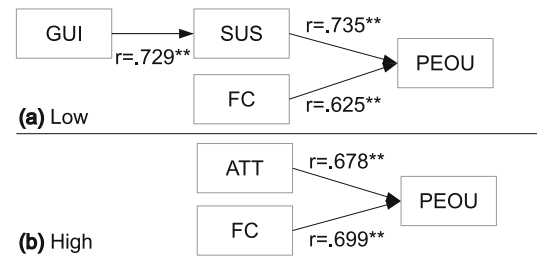 GUI
SUS
r=.729**
r=.735**
PEOU
FC
r=.625**
(a) Low
ATT
r=.678**
PEOU
FC
r=.699**
(b) High